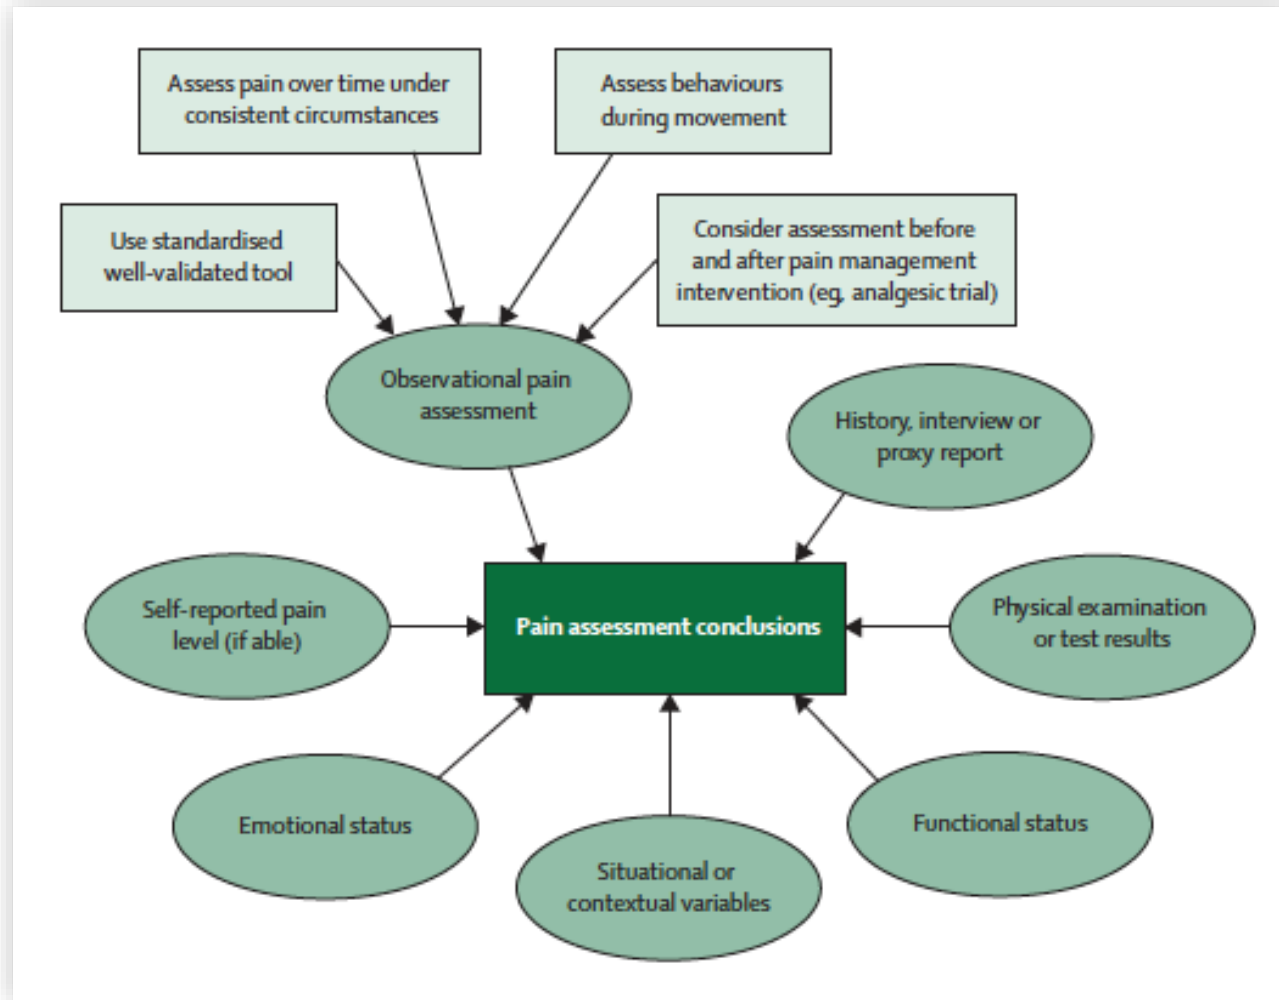 Assess pain over time under
consistent circumstances
Assess behaviours
during movement
Use standardised
well-validated tool
Consider assessment before
and after pain management
intervention (eg, analgesic trial)
Observational pain
assessment
History, interview or
proxy report
Self-reported pain
level (if able)
Pain assessment conclusions
Physical examination
or test results
Emotional status
Situational or
contextual variables
Functional status